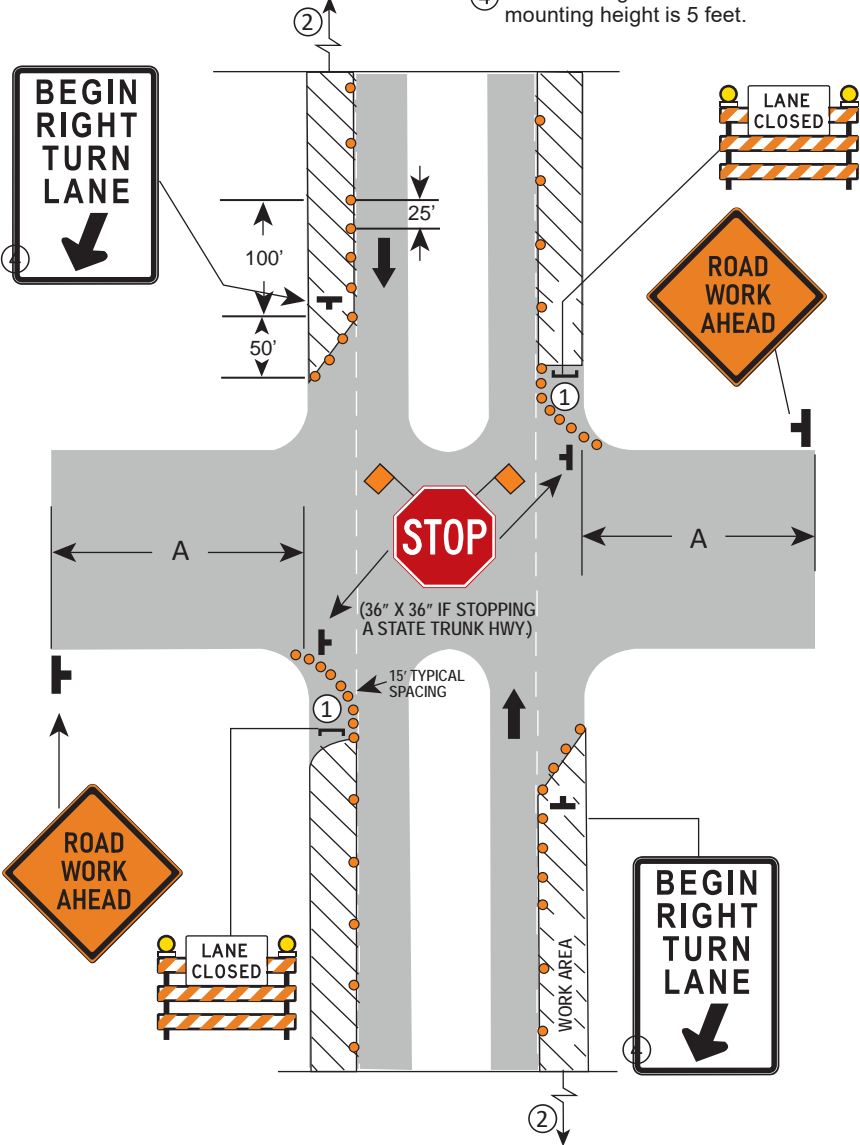 ②
④
mounting height is 5 feet.
BEGIN
RIGHT
TURN
LANE
④
LANE
CLOSED
25'
100'
50'
ROAD
WORK
AHEAD
①
STOP
A
A
(36” X 36” IF STOPPING
A STATE TRUNK HWY.)
15' TYPICAL
SPACING
①
ROAD
WORK
AHEAD
LANE
CLOSED
WORK AREA
BEGIN
RIGHT
TURN
LANE
④
②